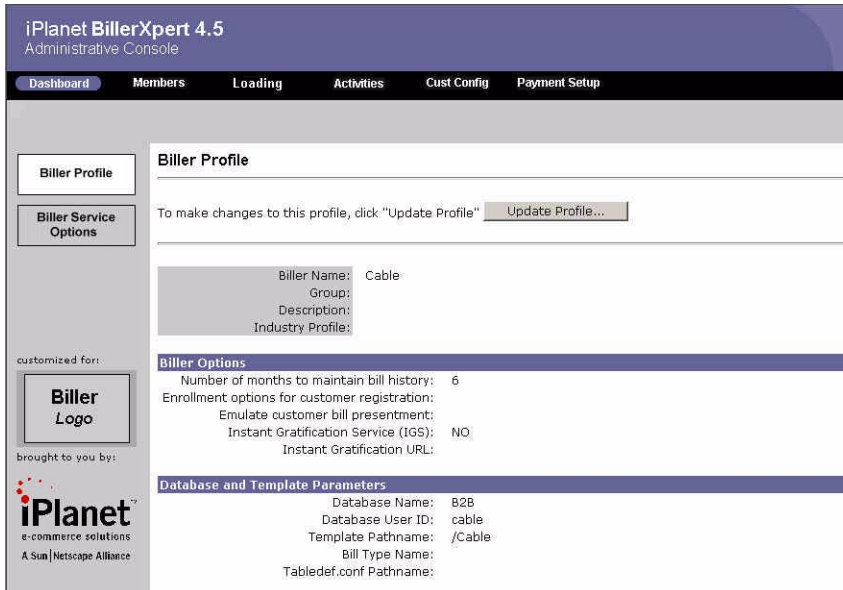 iPlanet BillerXpert 4.5
Administrative Console
Dashboard Members Loading Activities Cust Config Payment Setup
Biller Profile
Biller Service
Options
customized for:
Biller
Logo
brought to you by:
iPlanet™
e-commerce solutions
A Sun | Netscape Alliance
Biller Profile
To make changes to this profile, click "Update Profile" Update Profile...
Biller Name: Cable
Group:
Description:
Industry Profile:
Biller Options
Number of months to maintain bill history: 6
Enrollment options for customer registration:
Emulate customer bill presentment:
Instant Gratification Service (IGS): NO
Instant Gratification URL:
Database and Template Parameters
Database Name: B2B
Database User ID: cable
Template Pathname: /Cable
Bill Type Name:
Tabledef.conf Pathname: